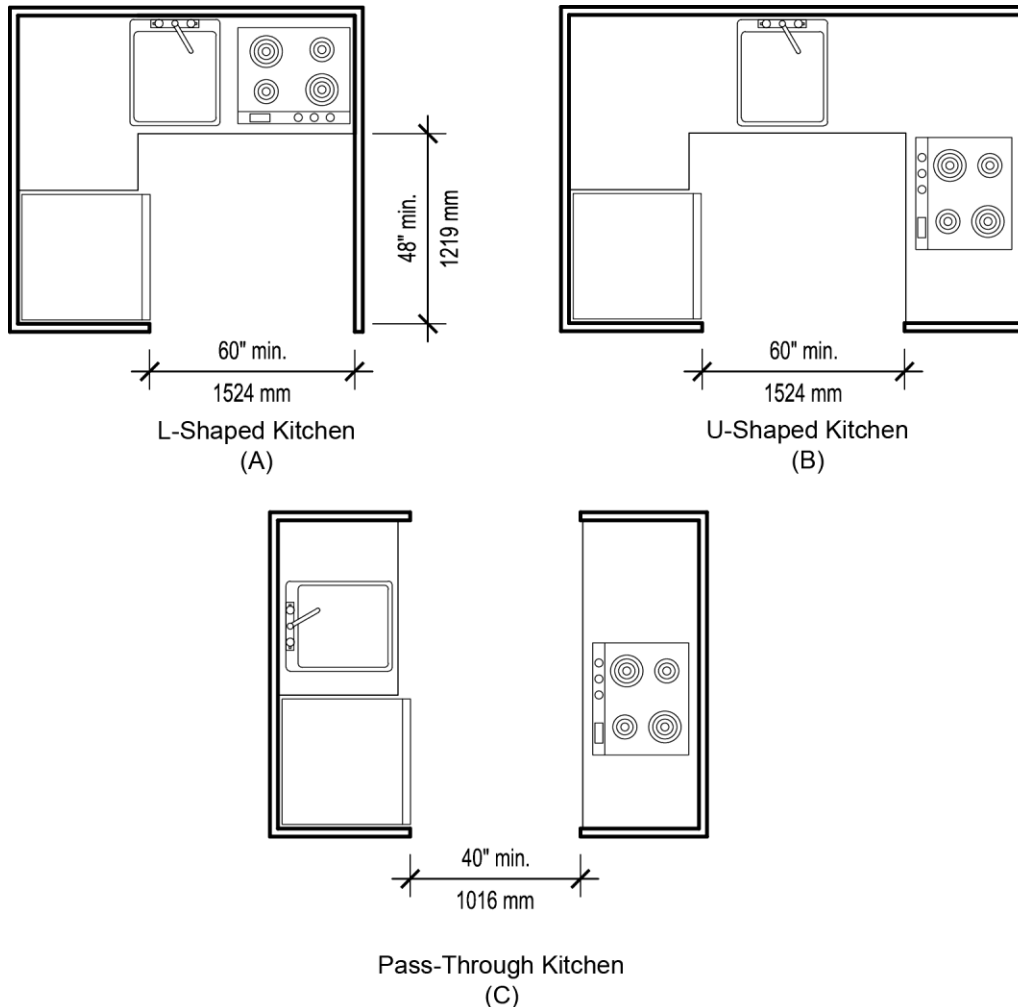 48" min.
1219 mm
60" min.
1524 mm
L-Shaped Kitchen
(A)
60" min.
1524 mm
U-Shaped Kitchen
(B)
40" min.
1016 mm
Pass-Through Kitchen
(C)